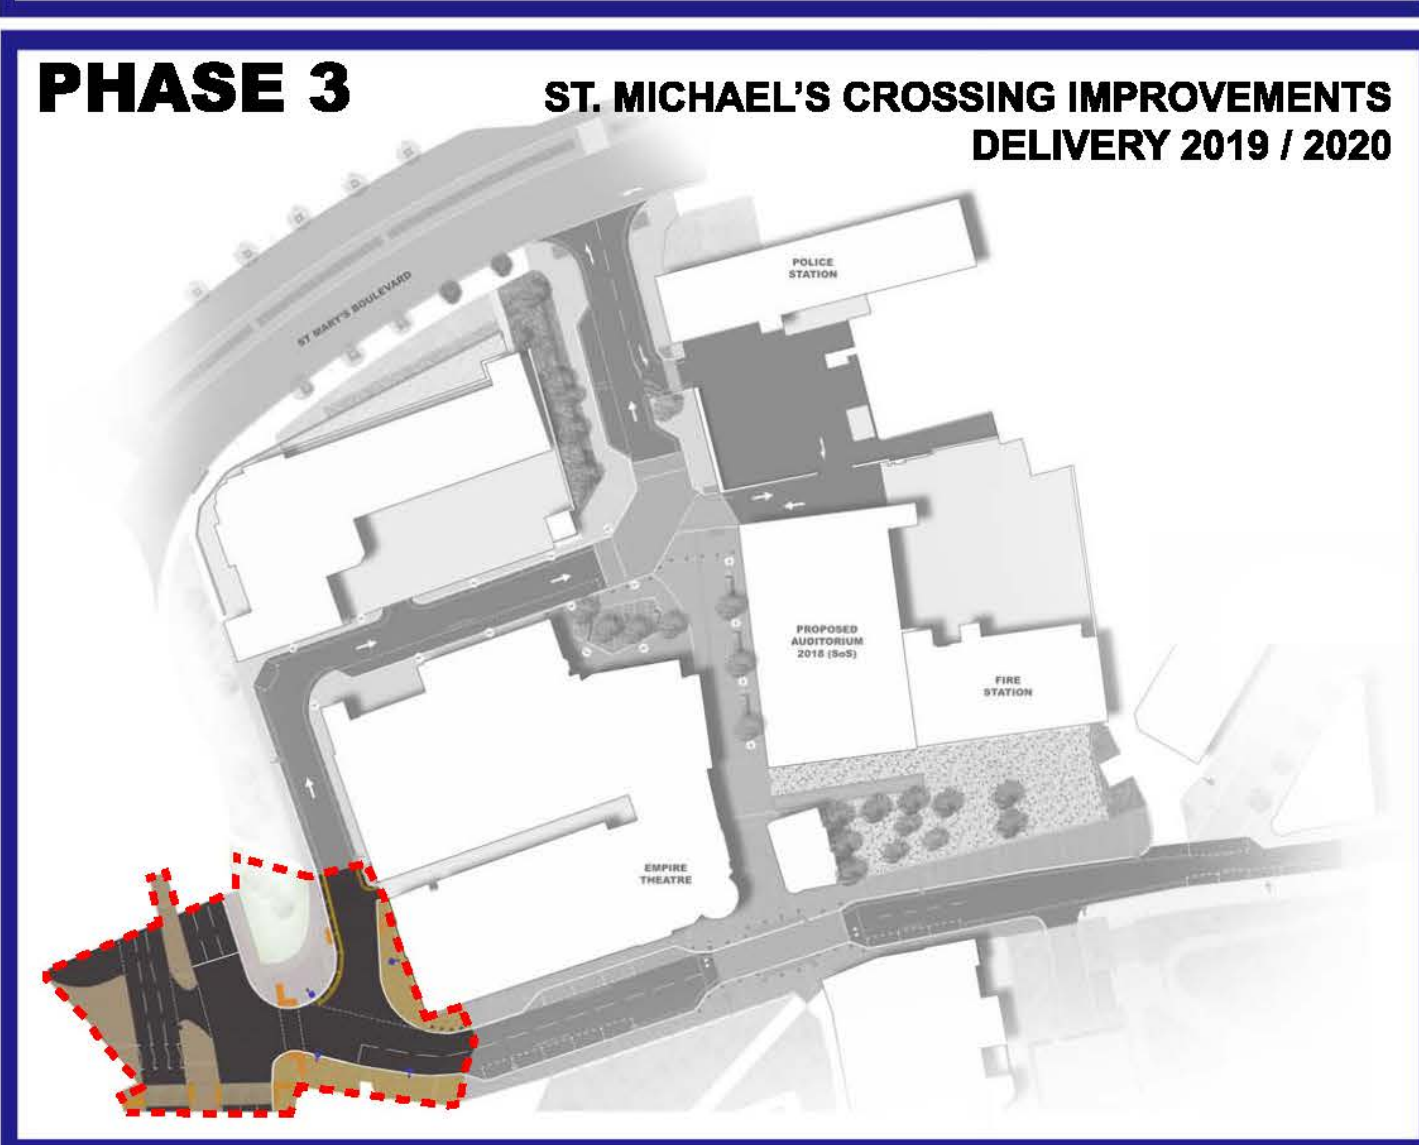 PHASE 3
ST. MICHAEL'S CROSSING IMPROVEMENTS
DELIVERY 2019 / 2020
POLICE
STATION
ST MARY'S BOULEVARD
PROPOSED
AUDITORIUM
2018 (SoS)
FIRE
STATION
EMPIRE
THEATRE